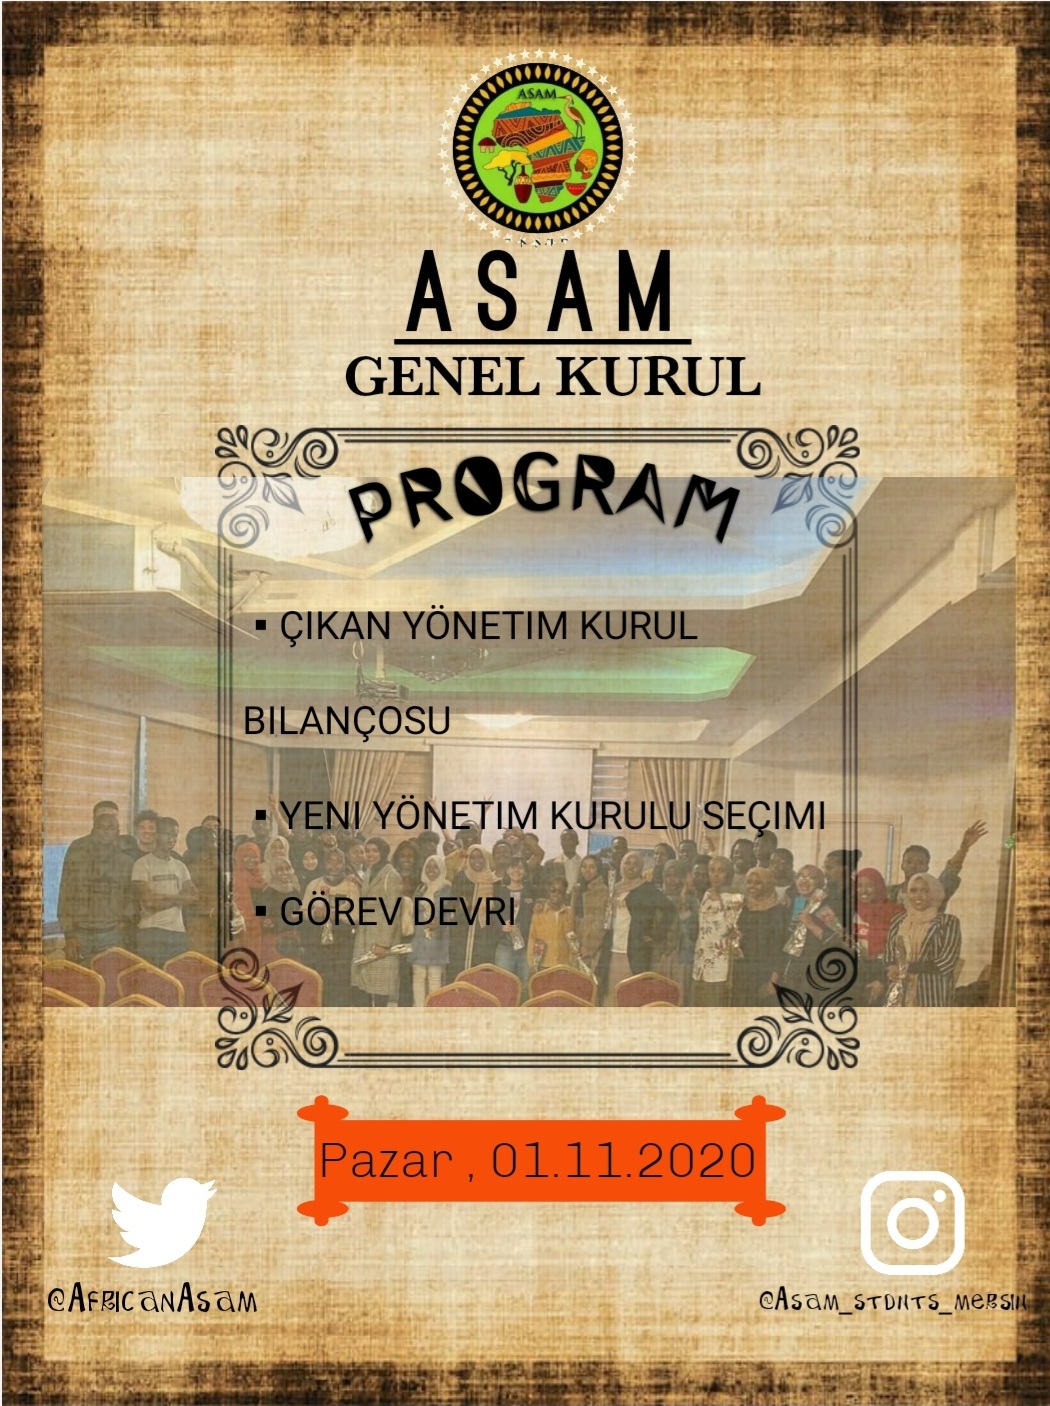 ASAM
ASAM
GENEL KURUL
PROGRAM
▪ ÇIKAN YÖNETIM KURUL
BILANÇOSU
▪ YENI YÖNETIM KURULU SEÇIMI
▪ GÖREV DEVRI
Pazar , 01.11.2020
@AFRICANASAM
@ASAM_STDNTS_MERSIN